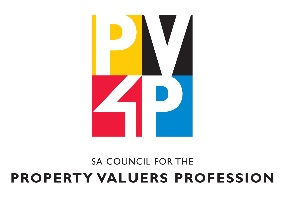 PV
4P
SA COUNCIL FOR THE
PROPERTY VALUERS PROFESSION